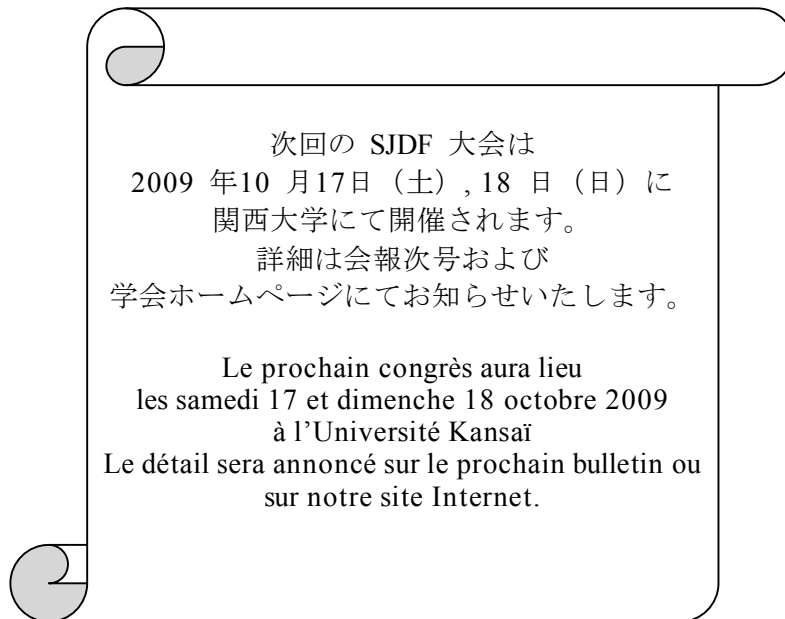 次回の SJDF 大会は
2009 年10 月17日（土）, 18 日（日）に
関西大学にて開催されます。
詳細は会報次号および
学会ホームページにてお知らせいたします。
Le prochain congrès aura lieu
les samedi 17 et dimanche 18 octobre 2009
à l’Université Kansaï
Le détail sera annoncé sur le prochain bulletin ou
sur notre site Internet.